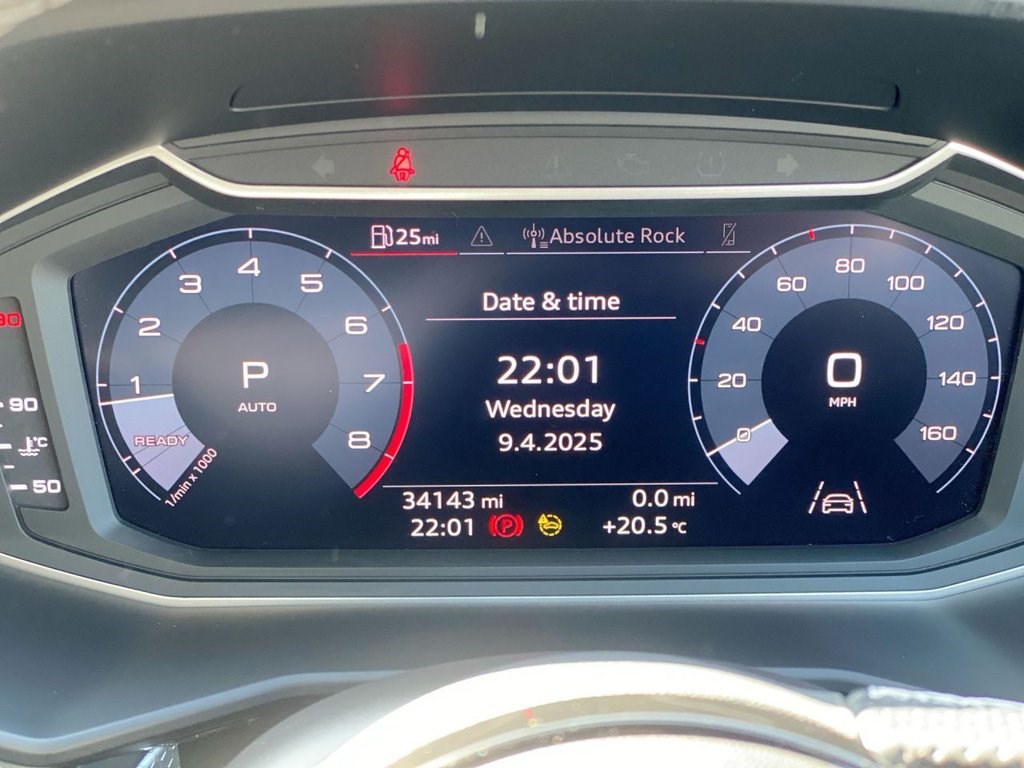 25mi
Absolute Rock
Date & time
22:01
Wednesday
9.4.2025
34143 mi
0.0 mi
22:01
P
+20.5 °C
1
2
3
4
5
6
7
8
P
AUTO
READY
1/min x 1000
0
20
40
60
80
100
120
140
160
0
MPH
90
°C
50